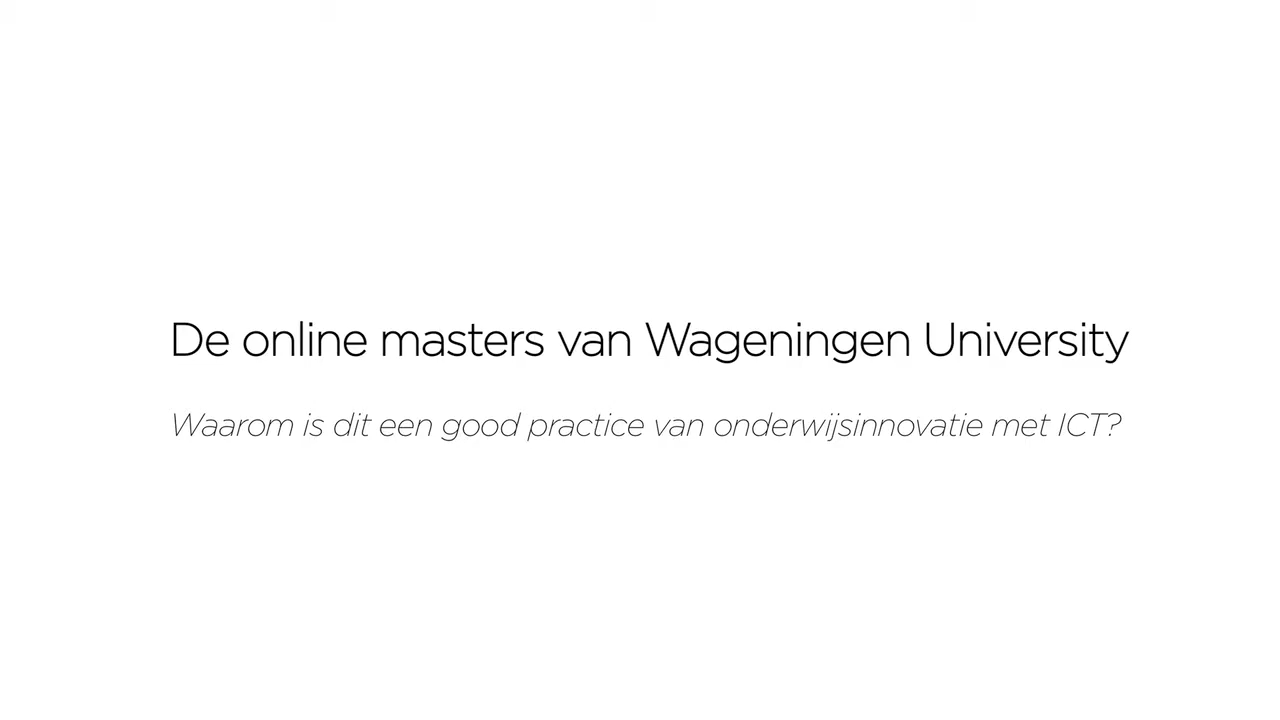 De online masters van Wageningen University
Waarom is dit een good practice van onderwijsinnovatie met ICT?